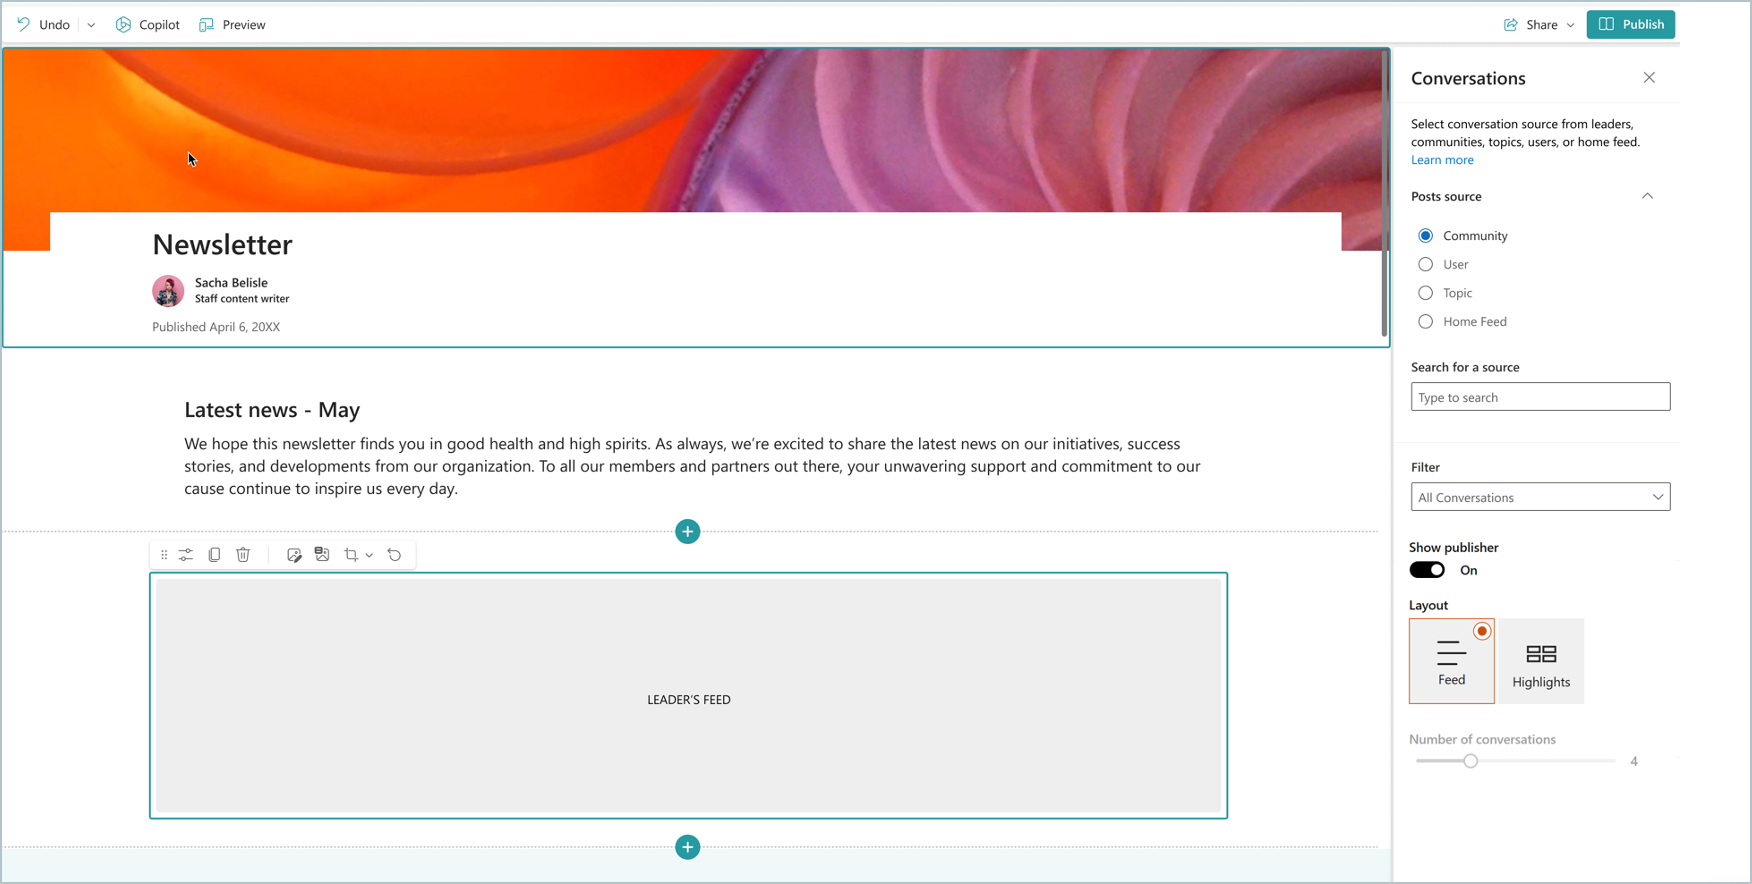 Undo
Copilot
Preview
Share
Publish
Newsletter
Sacha Belisle
Staff content writer
Published April 6, 20XX
Latest news - May
We hope this newsletter finds you in good health and high spirits. As always, we're excited to share the latest news on our initiatives, success
stories, and developments from our organization. To all our members and partners out there, your unwavering support and commitment to our
cause continue to inspire us every day.
LEADER'S FEED
Conversations
Select conversation source from leaders,
communities, topics, users, or home feed.
Learn more
Posts source
Community
User
Topic
Home Feed
Search for a source
Type to search
Filter
All Conversations
Show publisher
On
Layout
Feed
Highlights
Number of conversations
4